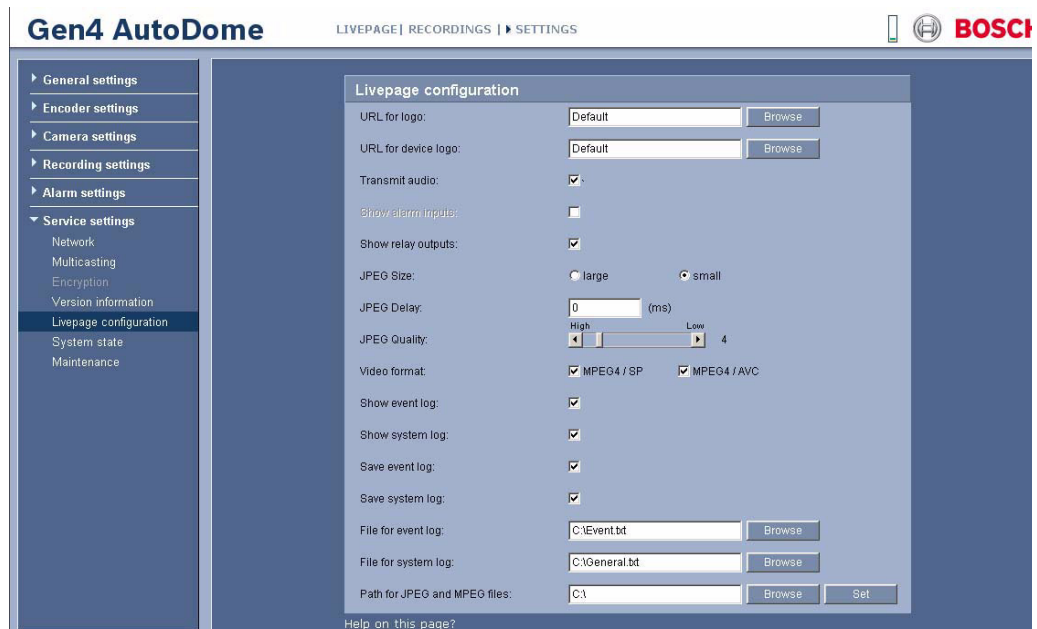 Gen4 AutoDome
LIVEPAGE| RECORDINGS | SETTINGS
BOSCH
General settings
Encoder settings
Camera settings
Recording settings
Alarm settings
Service settings
Network
Multicasting
Encryption
Version information
Livepage configuration
System state
Maintenance
Livepage configuration
URL for logo: Default Browse
URL for device logo: Default Browse
Transmit audio:
Show alarm inputs:
Show relay outputs:
JPEG Size: large small
JPEG Delay: 0 (ms)
High Low
JPEG Quality: 4
Video format: MPEG4 / SP MPEG4 / AVC
Show event log:
Show system log:
Save event log:
Save system log:
File for event log: C:\Event.txt Browse
File for system log: C:\General.txt Browse
Path for JPEG and MPEG files: C:\ Browse Set
Help on this page?